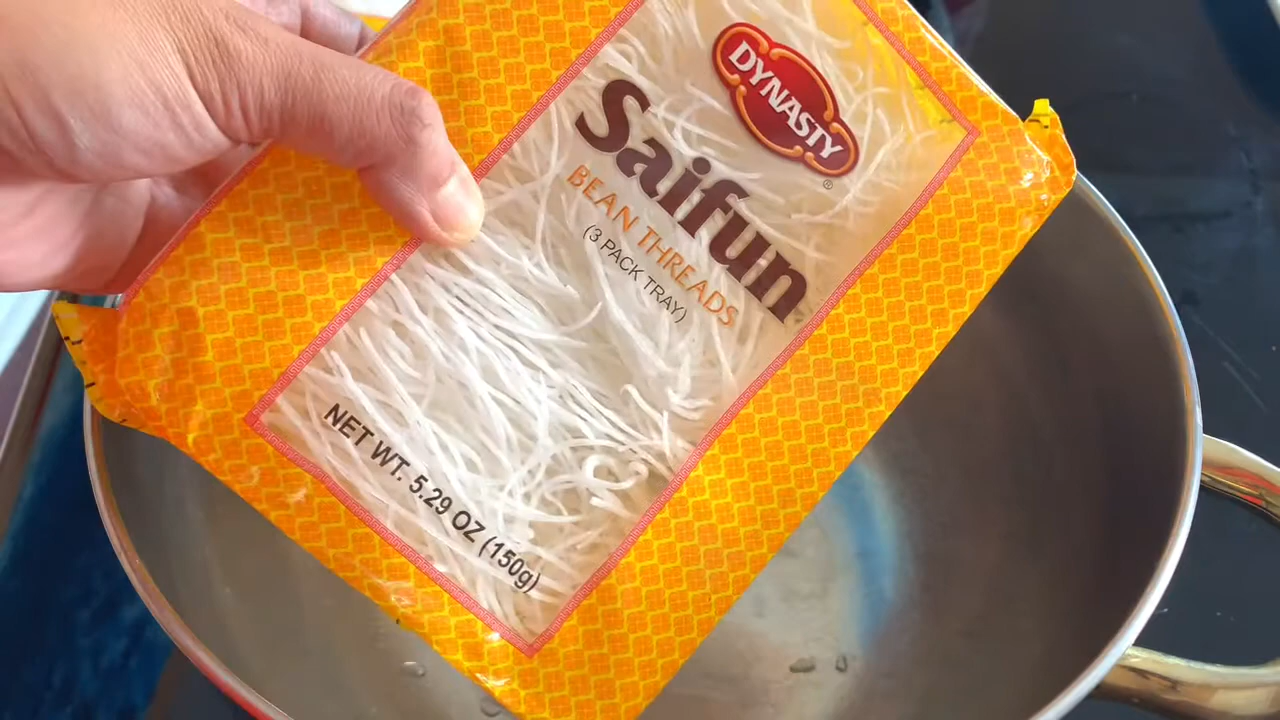 DYNASTY
®
Saifun
BEAN THREADS
(3 PACK TRAY)
NET WT. 5.29 OZ (150g)